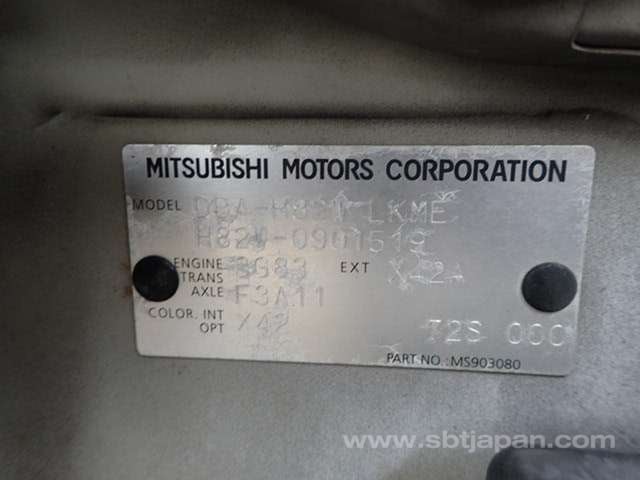 MITSUBISHI MOTORS CORPORATION
MODEL DBA-H82W LKME
H82W-0901519
ENGINE 3G83 EXT X42A
TRANS AXLE F3A11
COLOR. INT OPT X42
72S 000
PART NO.:MS903080
www.sbtjapan.com